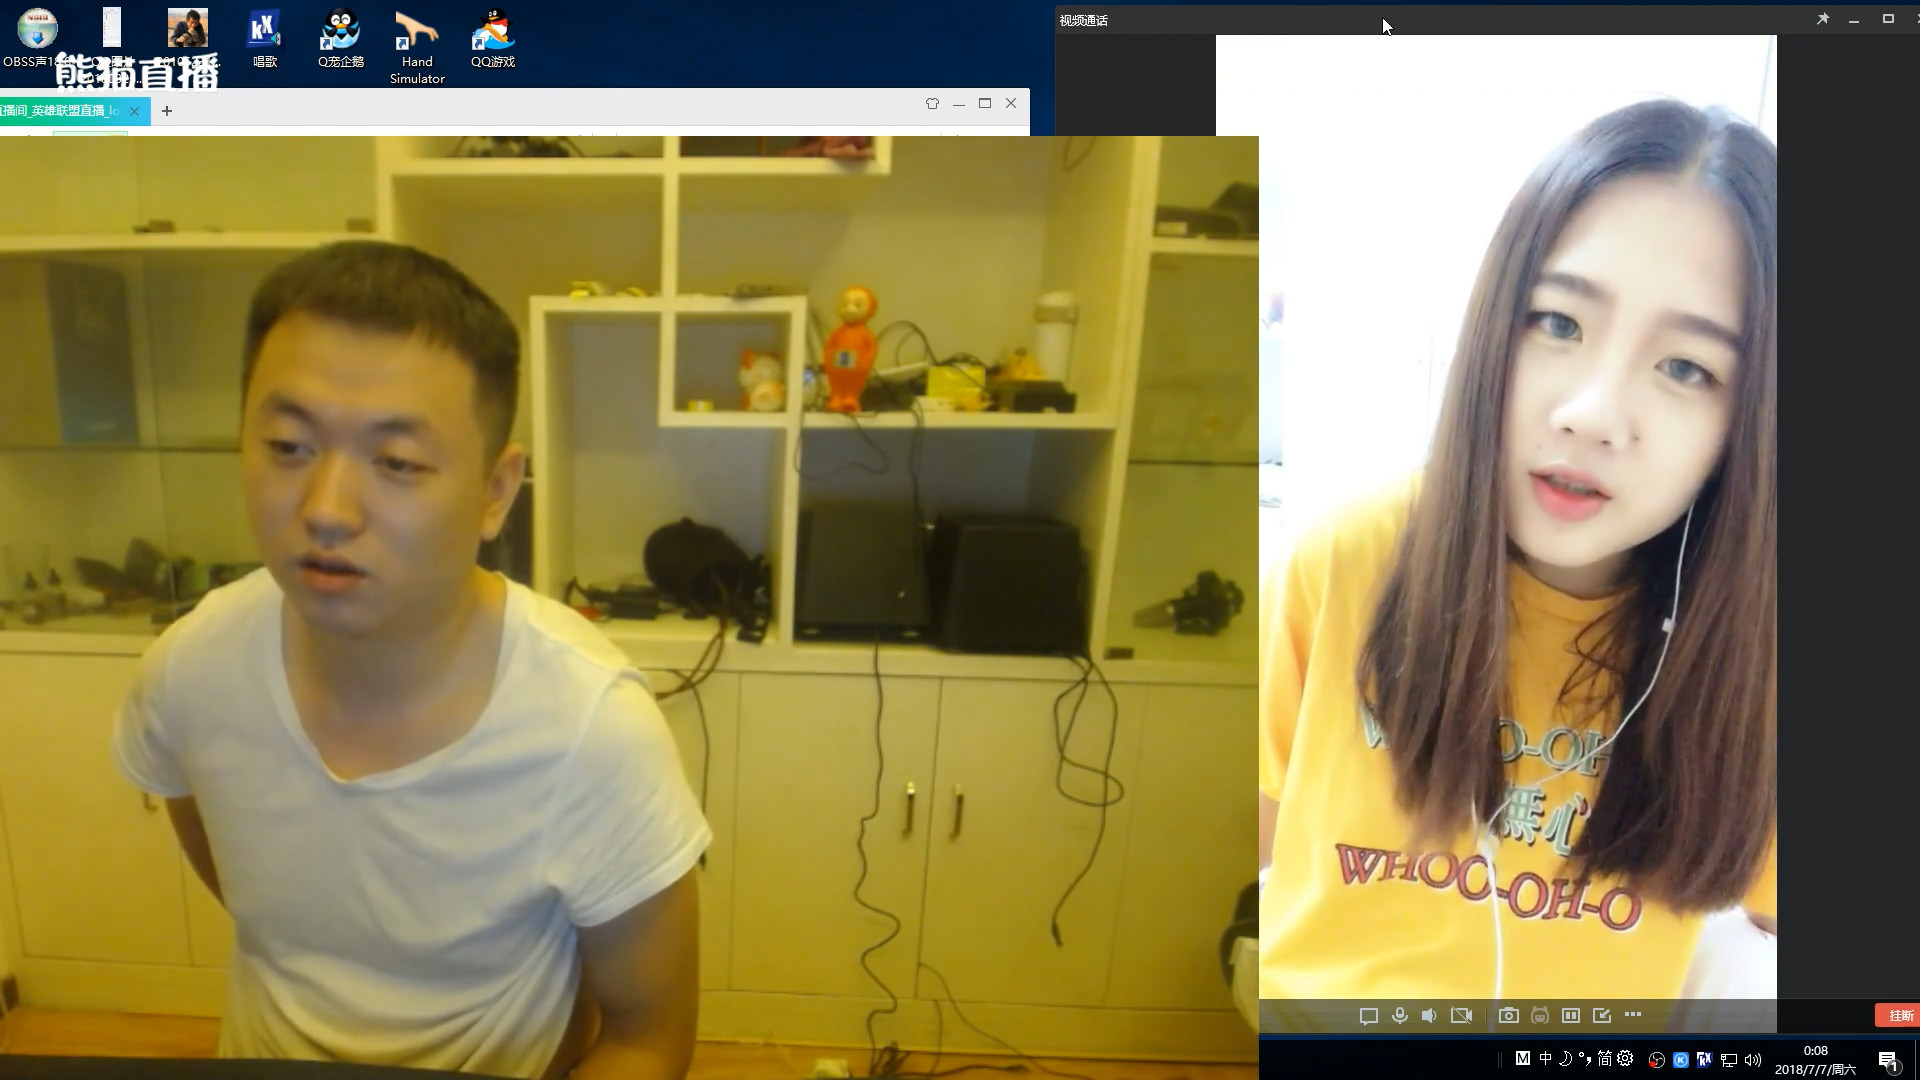 视频通话
OBSS声
唱歌
Q宠企鹅
Hand
Simulator
QQ游戏
熊猫直播
直播间_英雄联盟直播_lo
OH
無心
WHOO-OH-O
挂断
M 中 简
0:08
2018/7/7/周六
1